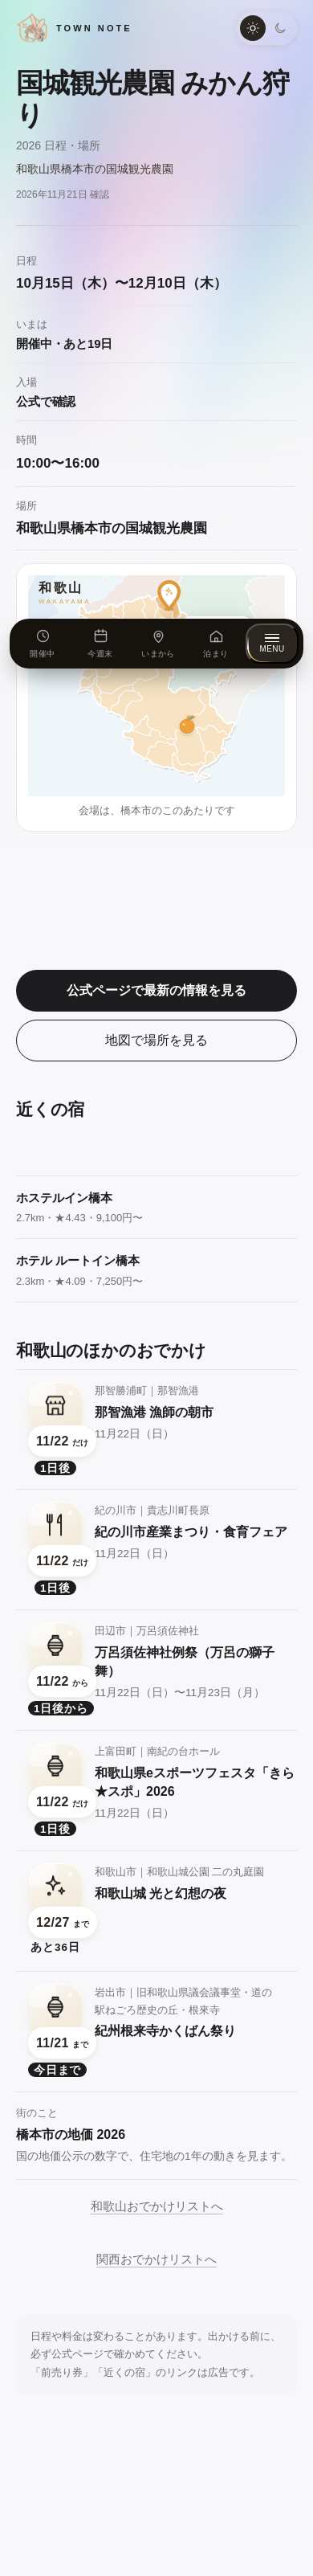 TOWN NOTE
国城観光農園 みかん狩
り
2026 日程・場所
和歌山県橋本市の国城観光農園
2026年11月21日 確認
日程
10月15日（木）〜12月10日（木）
いまは
開催中・あと19日
入場
公式で確認
時間
10:00〜16:00
場所
和歌山県橋本市の国城観光農園
和歌山
WAKAYAMA
開催中
今週末
いまから
泊まり
MENU
会場は、橋本市のこのあたりです
公式ページで最新の情報を見る
地図で場所を見る
近くの宿
ホステルイン橋本
2.7km・★4.43・9,100円〜
ホテル ルートイン橋本
2.3km・★4.09・7,250円〜
和歌山のほかのおでかけ
那智勝浦町｜那智漁港
那智漁港 漁師の朝市
11月22日（日）
11/22 だけ
1日後
紀の川市｜貴志川町長原
紀の川市産業まつり・食育フェア
11月22日（日）
11/22 だけ
1日後
田辺市｜万呂須佐神社
万呂須佐神社例祭（万呂の獅子
舞）
11月22日（日）〜11月23日（月）
11/22 から
1日後から
上富田町｜南紀の台ホール
和歌山県eスポーツフェスタ「きら
★スポ」2026
11月22日（日）
11/22 だけ
1日後
和歌山市｜和歌山城公園 二の丸庭園
和歌山城 光と幻想の夜
12/27 まで
あと36日
岩出市｜旧和歌山県議会議事堂・道の
駅ねごろ歴史の丘・根來寺
紀州根来寺かくばん祭り
11/21 まで
今日まで
街のこと
橋本市の地価 2026
国の地価公示の数字で、住宅地の1年の動きを見ます。
和歌山おでかけリストへ
関西おでかけリストへ
日程や料金は変わることがあります。出かける前に、
必ず公式ページで確かめてください。
「前売り券」「近くの宿」のリンクは広告です。